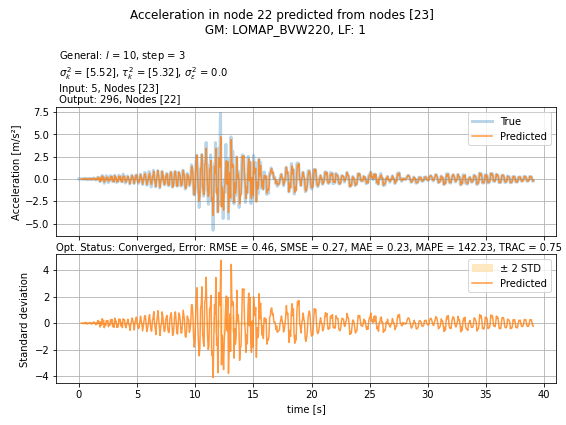 Acceleration in node 22 predicted from nodes [23]
GM: LOMAP_BVW220, LF: 1
General: l = 10, step = 3
σ²ₖ = [5.52], τ²ₖ = [5.32], σ²ε = 0.0
Input: 5, Nodes [23]
Output: 296, Nodes [22]
Acceleration [m/s²]
7.5
5.0
2.5
0.0
−2.5
−5.0
True
Predicted
Opt. Status: Converged, Error: RMSE = 0.46, SMSE = 0.27, MAE = 0.23, MAPE = 142.23, TRAC = 0.75
Standard deviation
4
2
0
−2
−4
± 2 STD
Predicted
0 5 10 15 20 25 30 35 40
time [s]